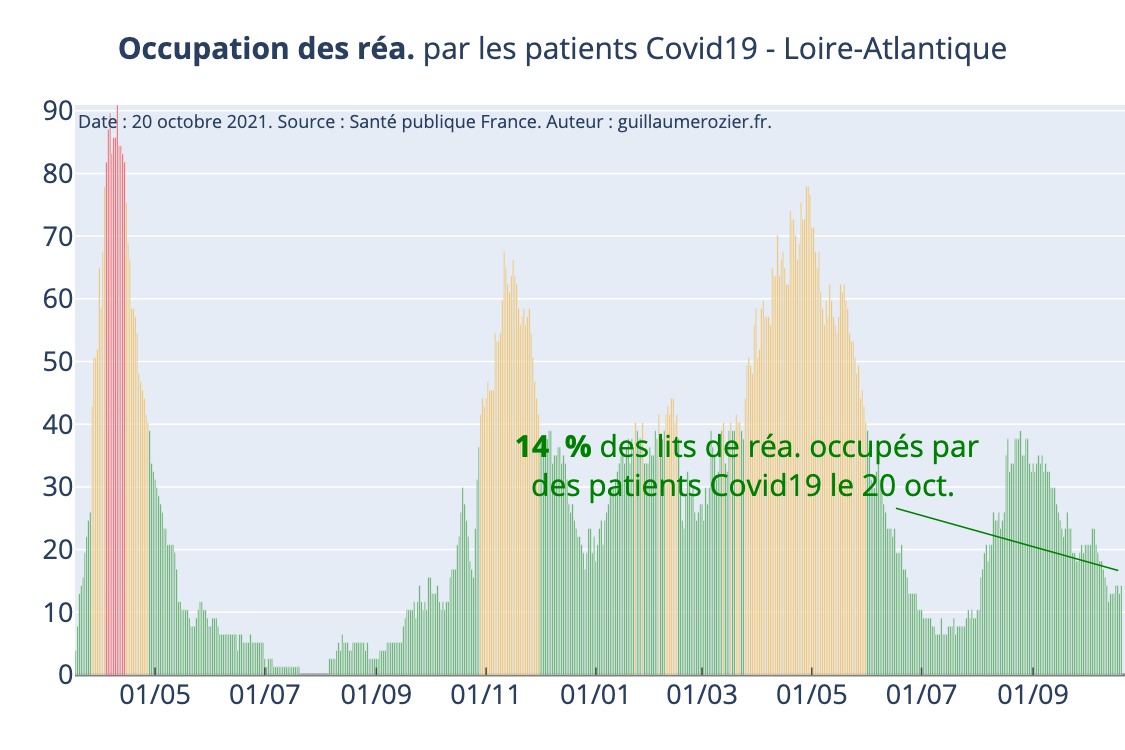 Occupation des réa. par les patients Covid19 - Loire-Atlantique
90
Date : 20 octobre 2021. Source : Santé publique France. Auteur : guillaumerozier.fr.
80
70
60
50
40
14 % des lits de réa. occupés par
des patients Covid19 le 20 oct.
30
20
10
0
01/05 01/07 01/09 01/11 01/01 01/03 01/05 01/07 01/09